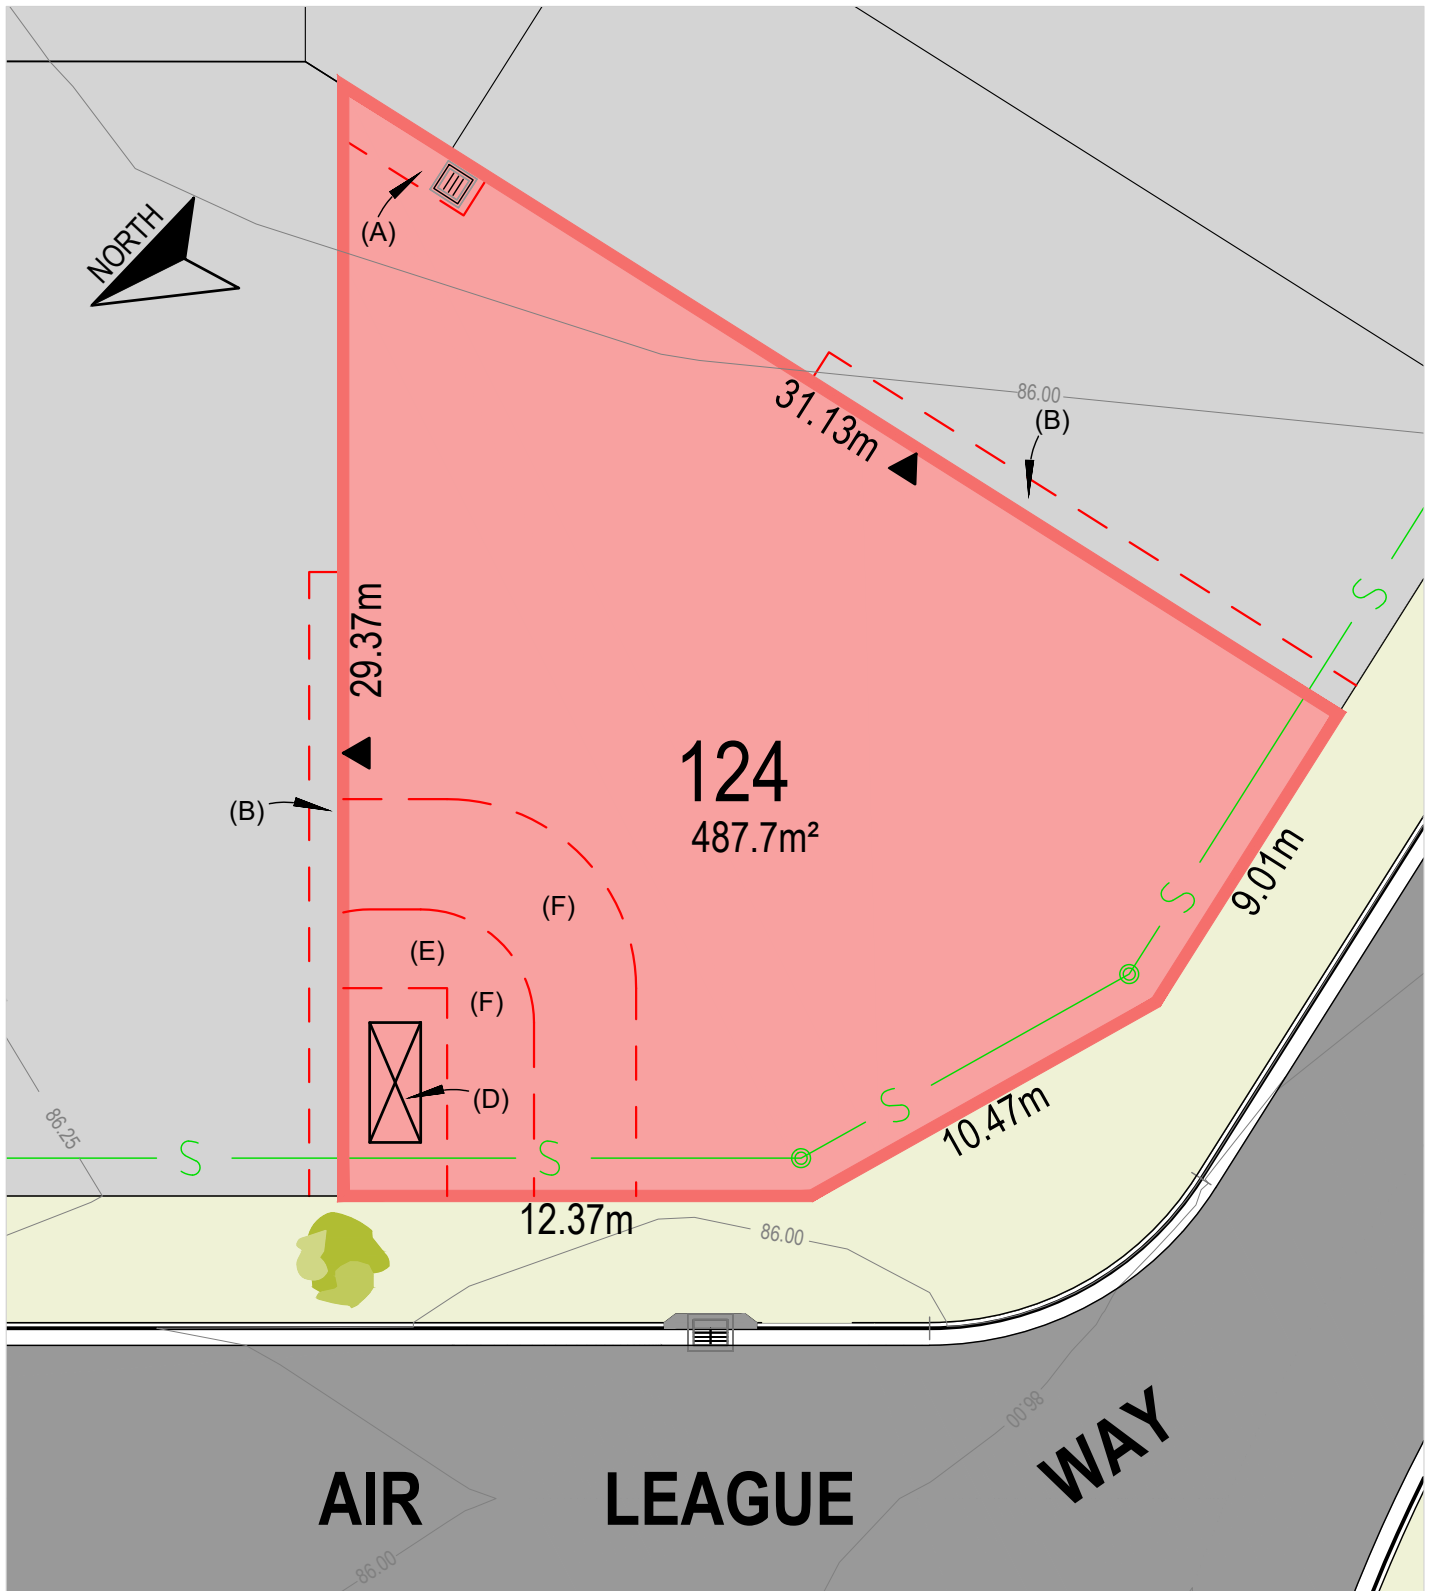 (A)
NORTH
86.00
(B)
31.13m
29.37m
124
487.7m²
(B)
9.01m
(F)
(E)
(F)
(D)
S
S
S
S
S
86.25
10.47m
12.37m
86.00
86.00
AIR LEAGUE WAY
86.00